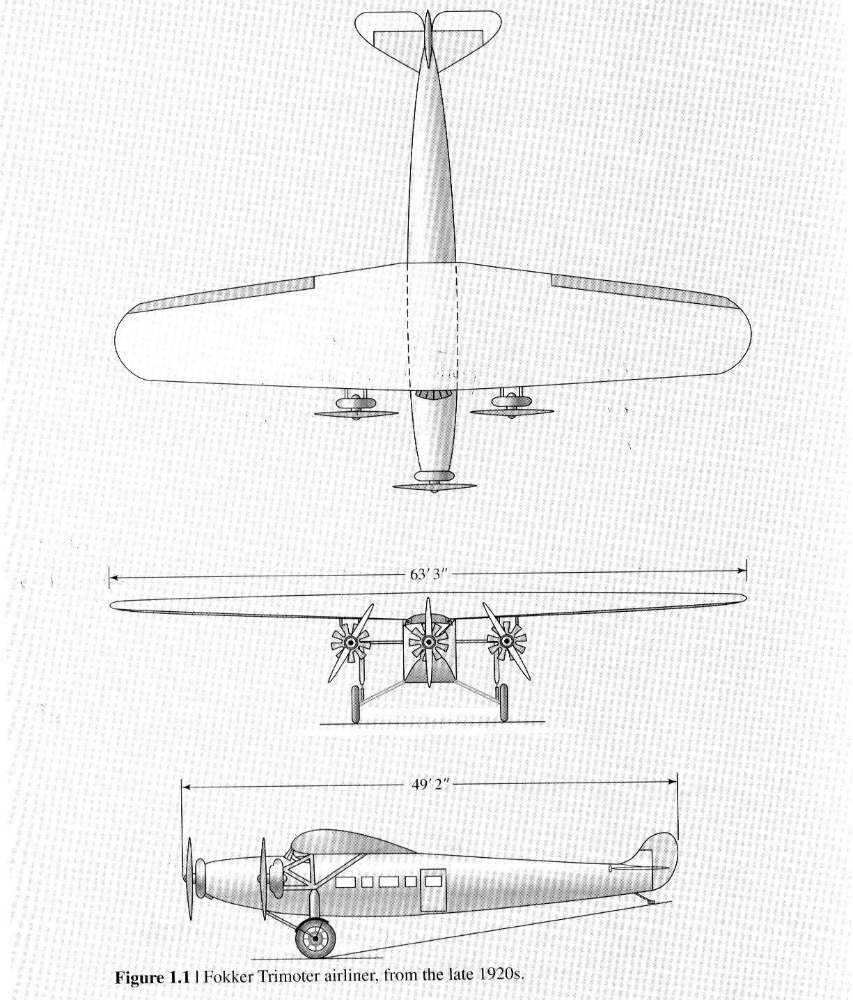 63′ 3″
49′ 2″
Figure 1.1 | Fokker Trimoter airliner, from the late 1920s.